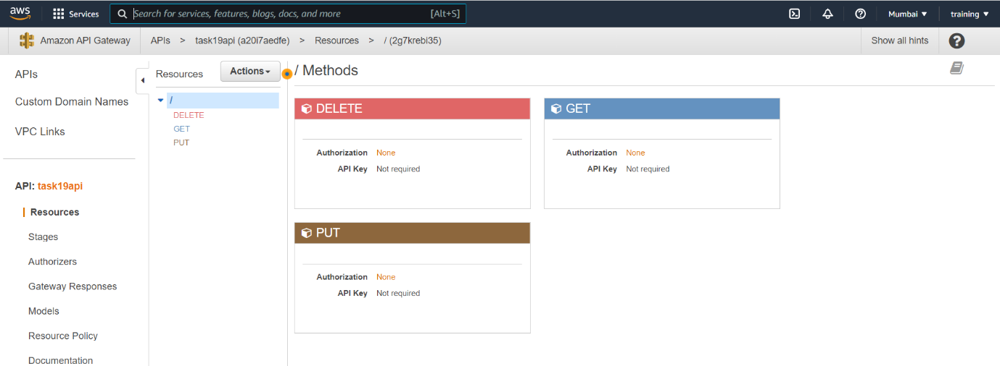 aws Services Search for services, features, blogs, docs, and more [Alt+S] Mumbai ▼ training ▼
Amazon API Gateway APIs > task19api (a20i7aedfe) > Resources > / (2g7krebi35) Show all hints ?
APIs
Custom Domain Names
VPC Links
API: task19api
Resources
Stages
Authorizers
Gateway Responses
Models
Resource Policy
Documentation
Resources Actions
/
DELETE
GET
PUT
/ Methods
DELETE
Authorization None
API Key Not required
GET
Authorization None
API Key Not required
PUT
Authorization None
API Key Not required